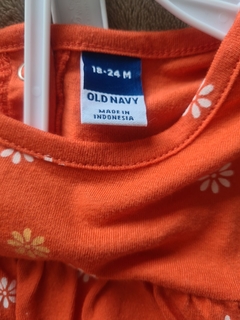 18-24 M
OLD NAVY
MADE IN
INDONESIA